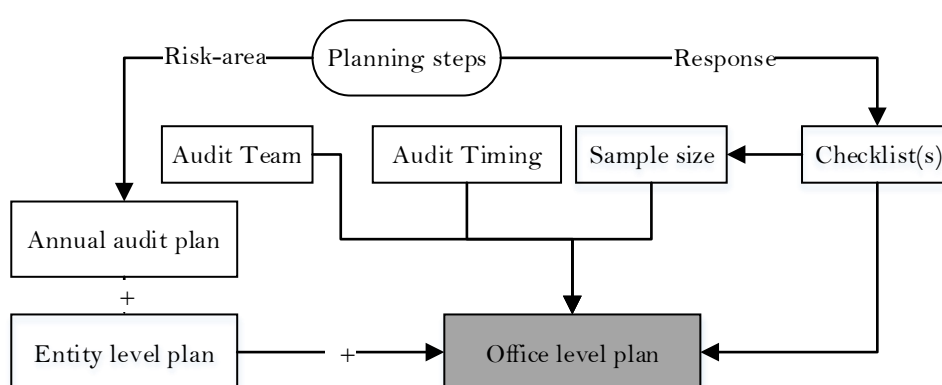 Risk-area
Planning steps
Response
Audit Team
Audit Timing
Sample size
Checklist(s)
Annual audit plan
+
Entity level plan
+
Office level plan